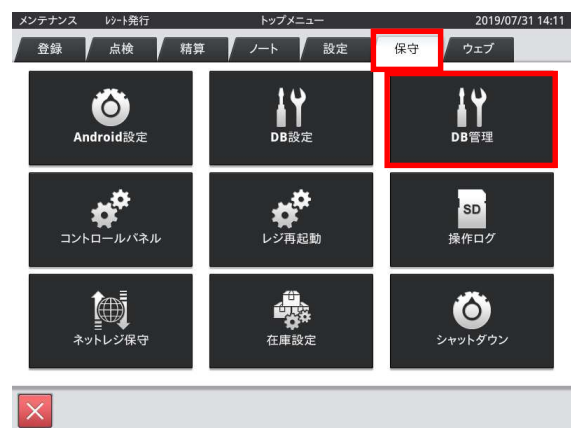 メンテナンス レシート発行 トップメニュー 2019/07/31 14:11
登録 点検 精算 ノート 設定 保守 ウェブ
Android設定 DB設定 DB管理
SD
コントロールパネル レジ再起動 操作ログ
ネットレジ保守 在庫設定 シャットダウン